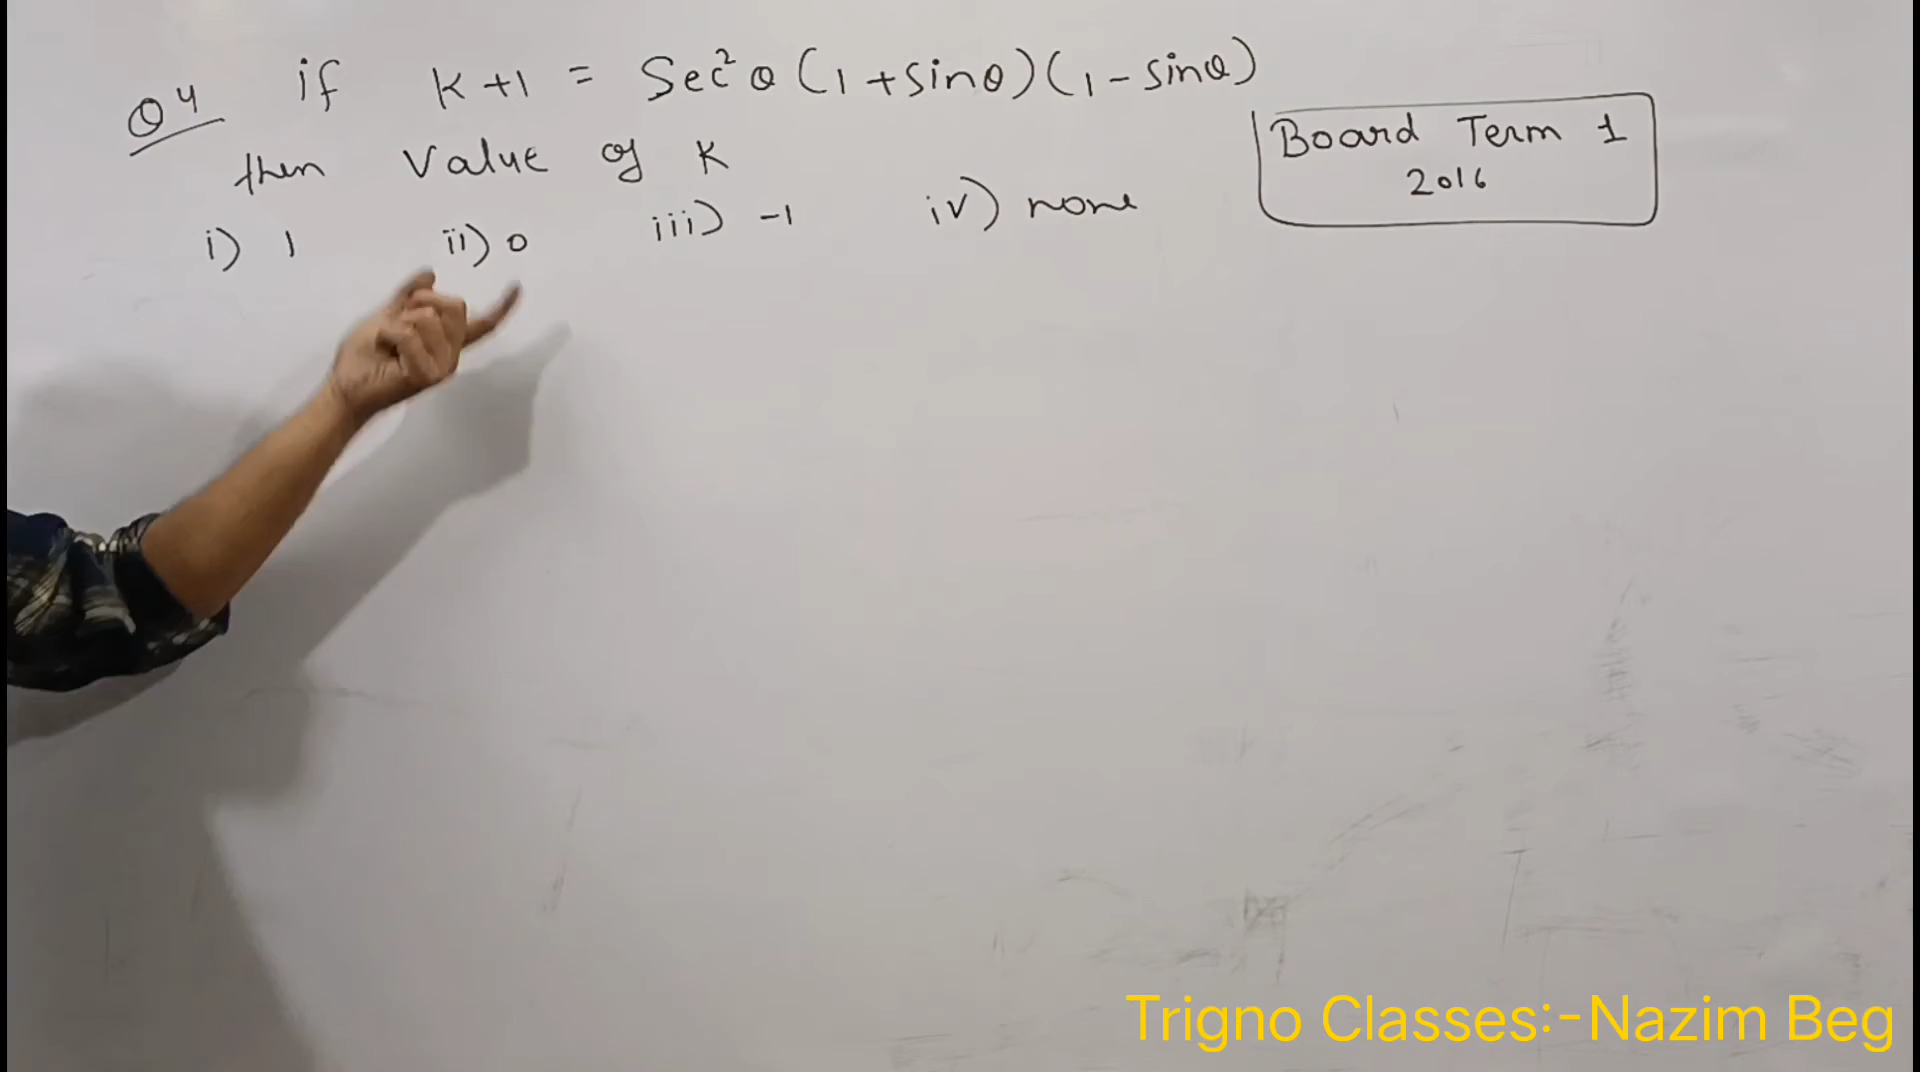 Q4 if k+1 = Sec²θ(1+sinθ)(1-sinθ)
then value of k
i) 1 ii) 0 iii) -1 iv) none
Board Term 1
2016
Trigno Classes:-Nazim Beg